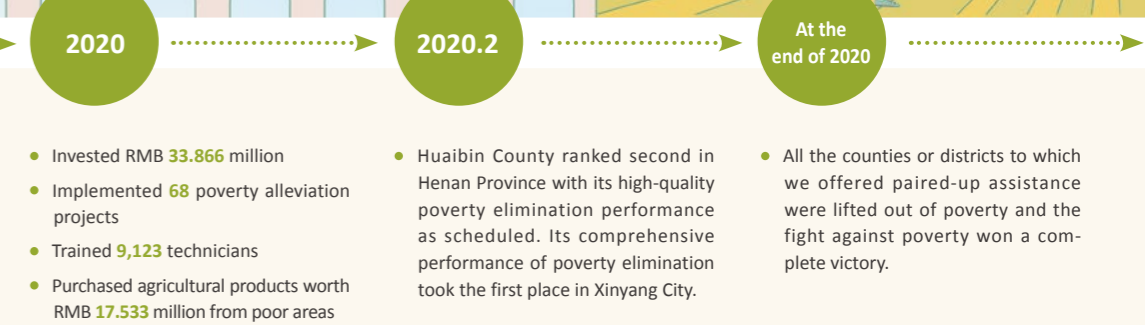 2020
2020.2
At the
end of 2020
• Invested RMB 33.866 million
• Implemented 68 poverty alleviation
projects
• Trained 9,123 technicians
• Purchased agricultural products worth
RMB 17.533 million from poor areas
• Huaibin County ranked second in
Henan Province with its high-quality
poverty elimination performance
as scheduled. Its comprehensive
performance of poverty elimination
took the first place in Xinyang City.
• All the counties or districts to which
we offered paired-up assistance
were lifted out of poverty and the
fight against poverty won a com-
plete victory.